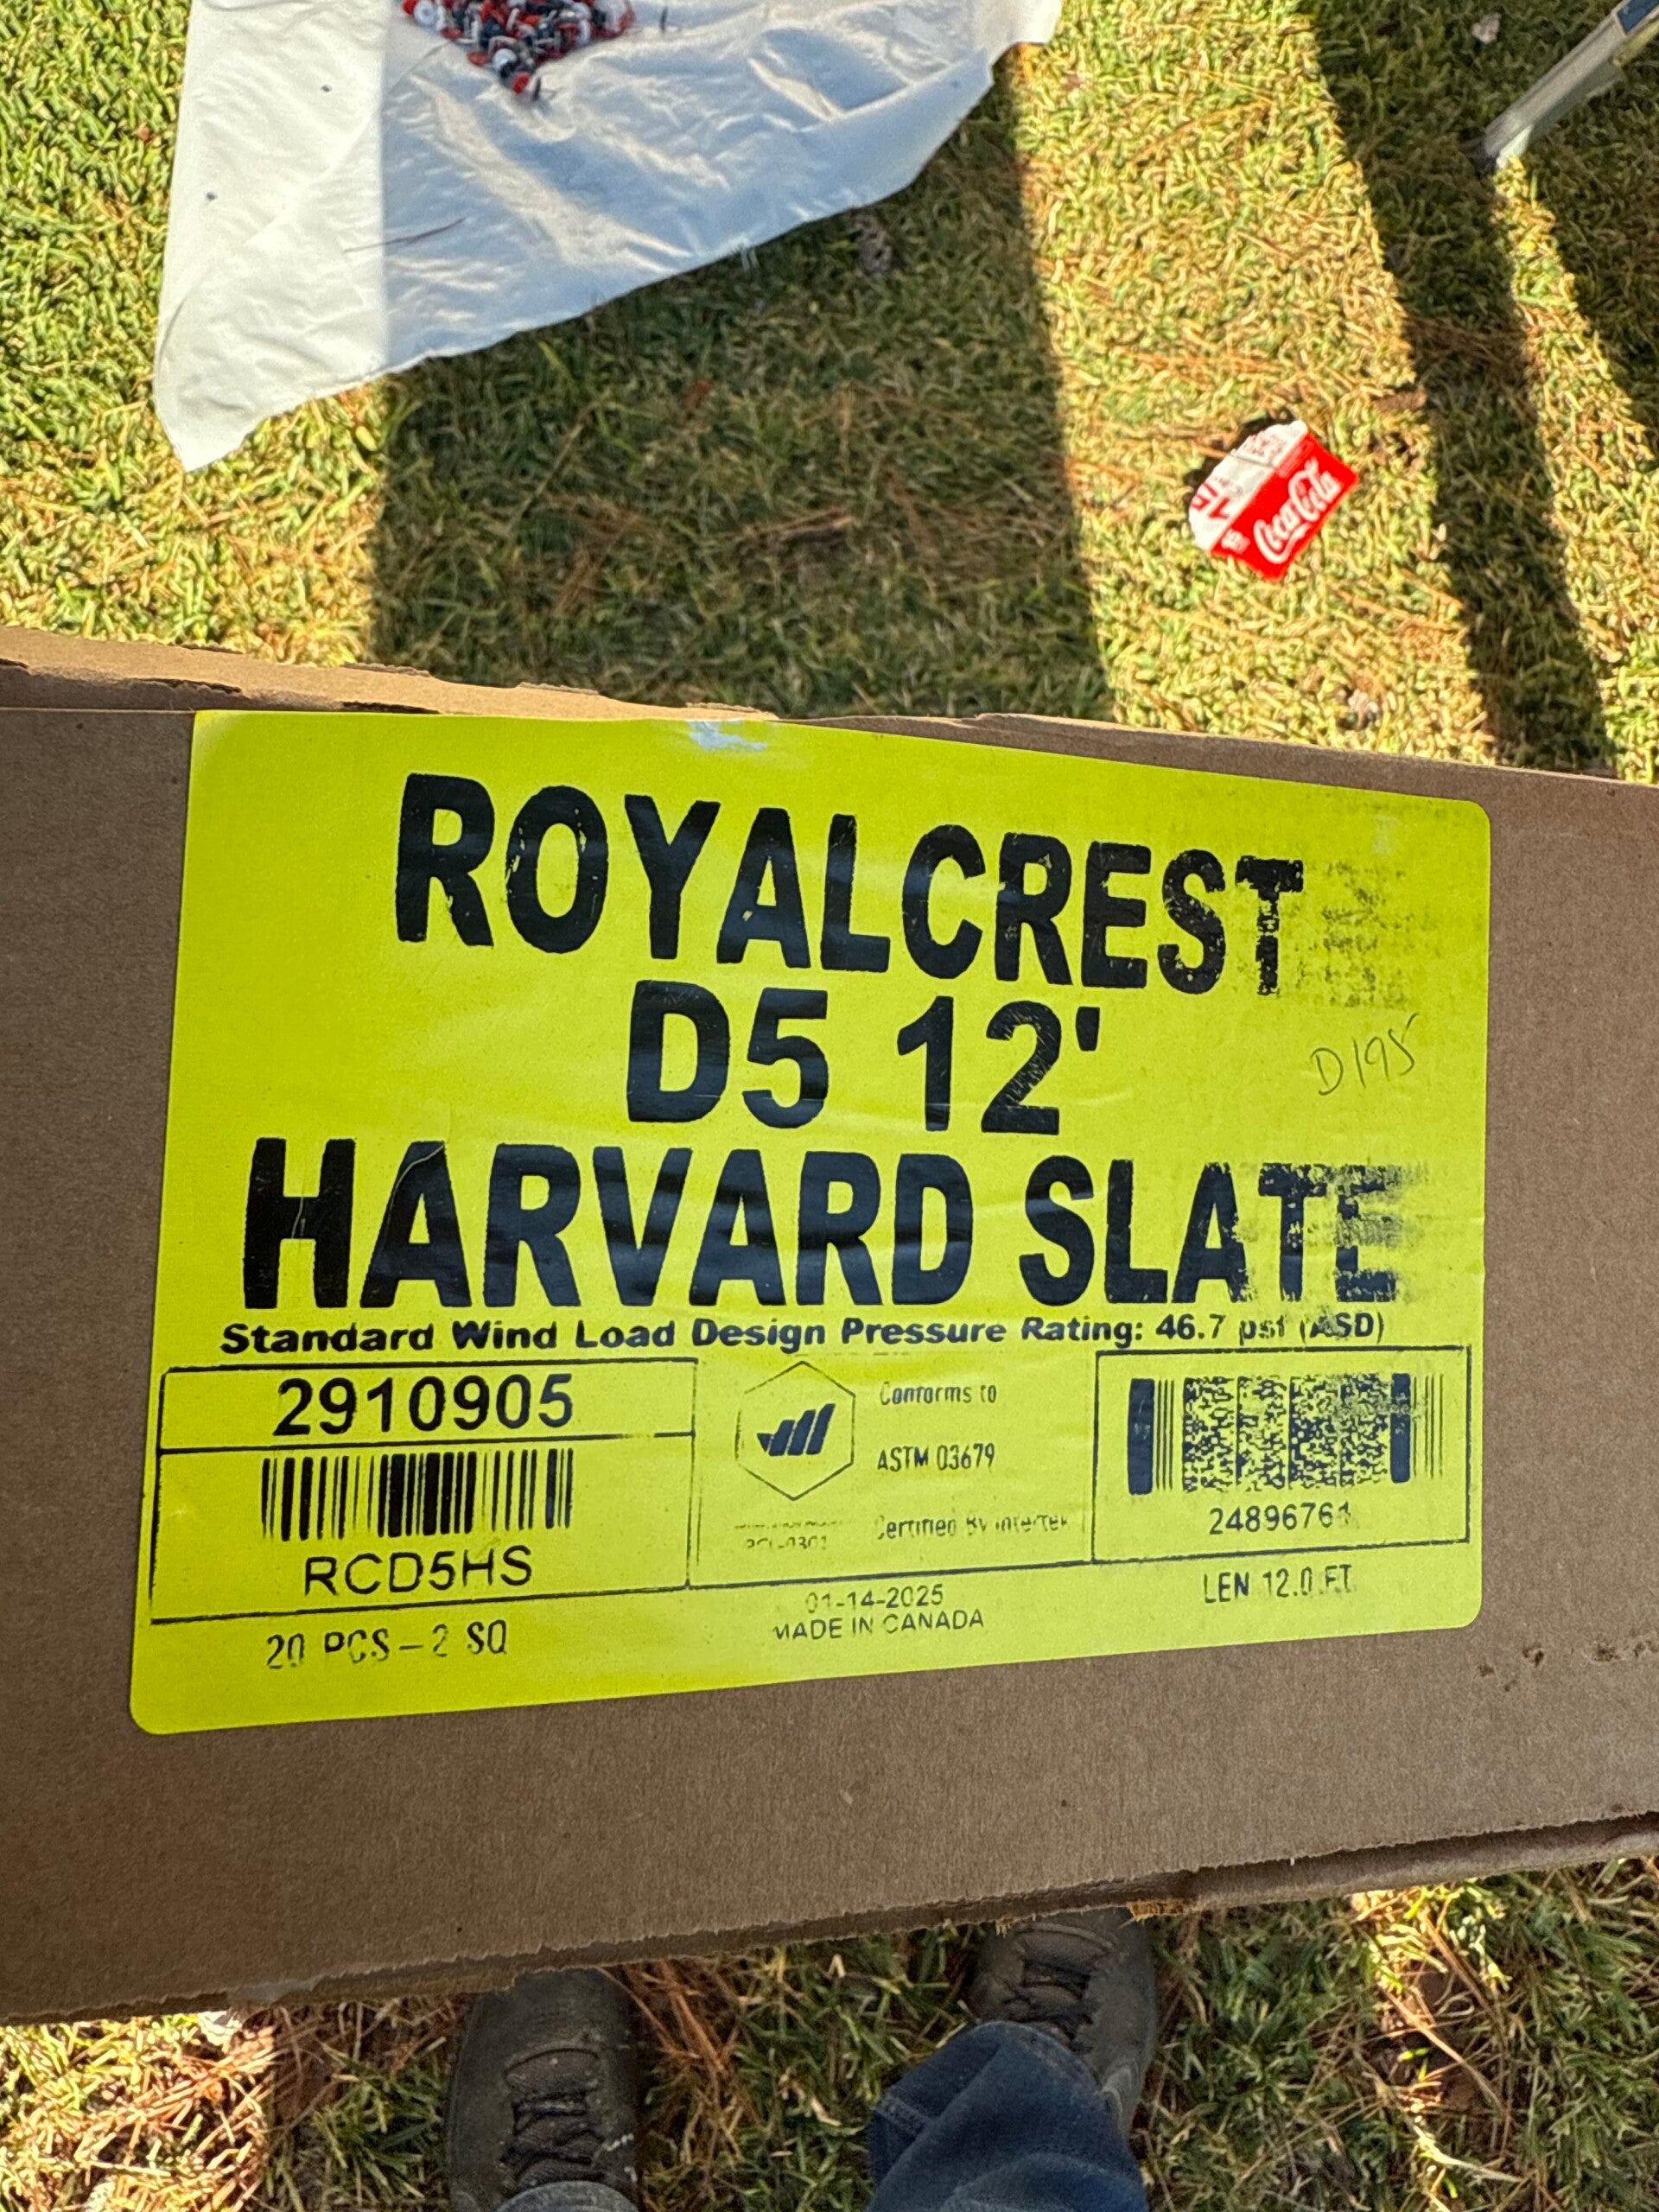 Coca-Cola
ROYALCREST
D5 12'
D195
HARVARD SLATE
Standard Wind Load Design Pressure Rating: 46.7 psf (ASD)
2910905
RCD5HS
Conforms to
ASTM D3679
Certified By Intertek
24896761
20 PCS - 2 SQ
01-14-2025
MADE IN CANADA
LEN 12.0 FT